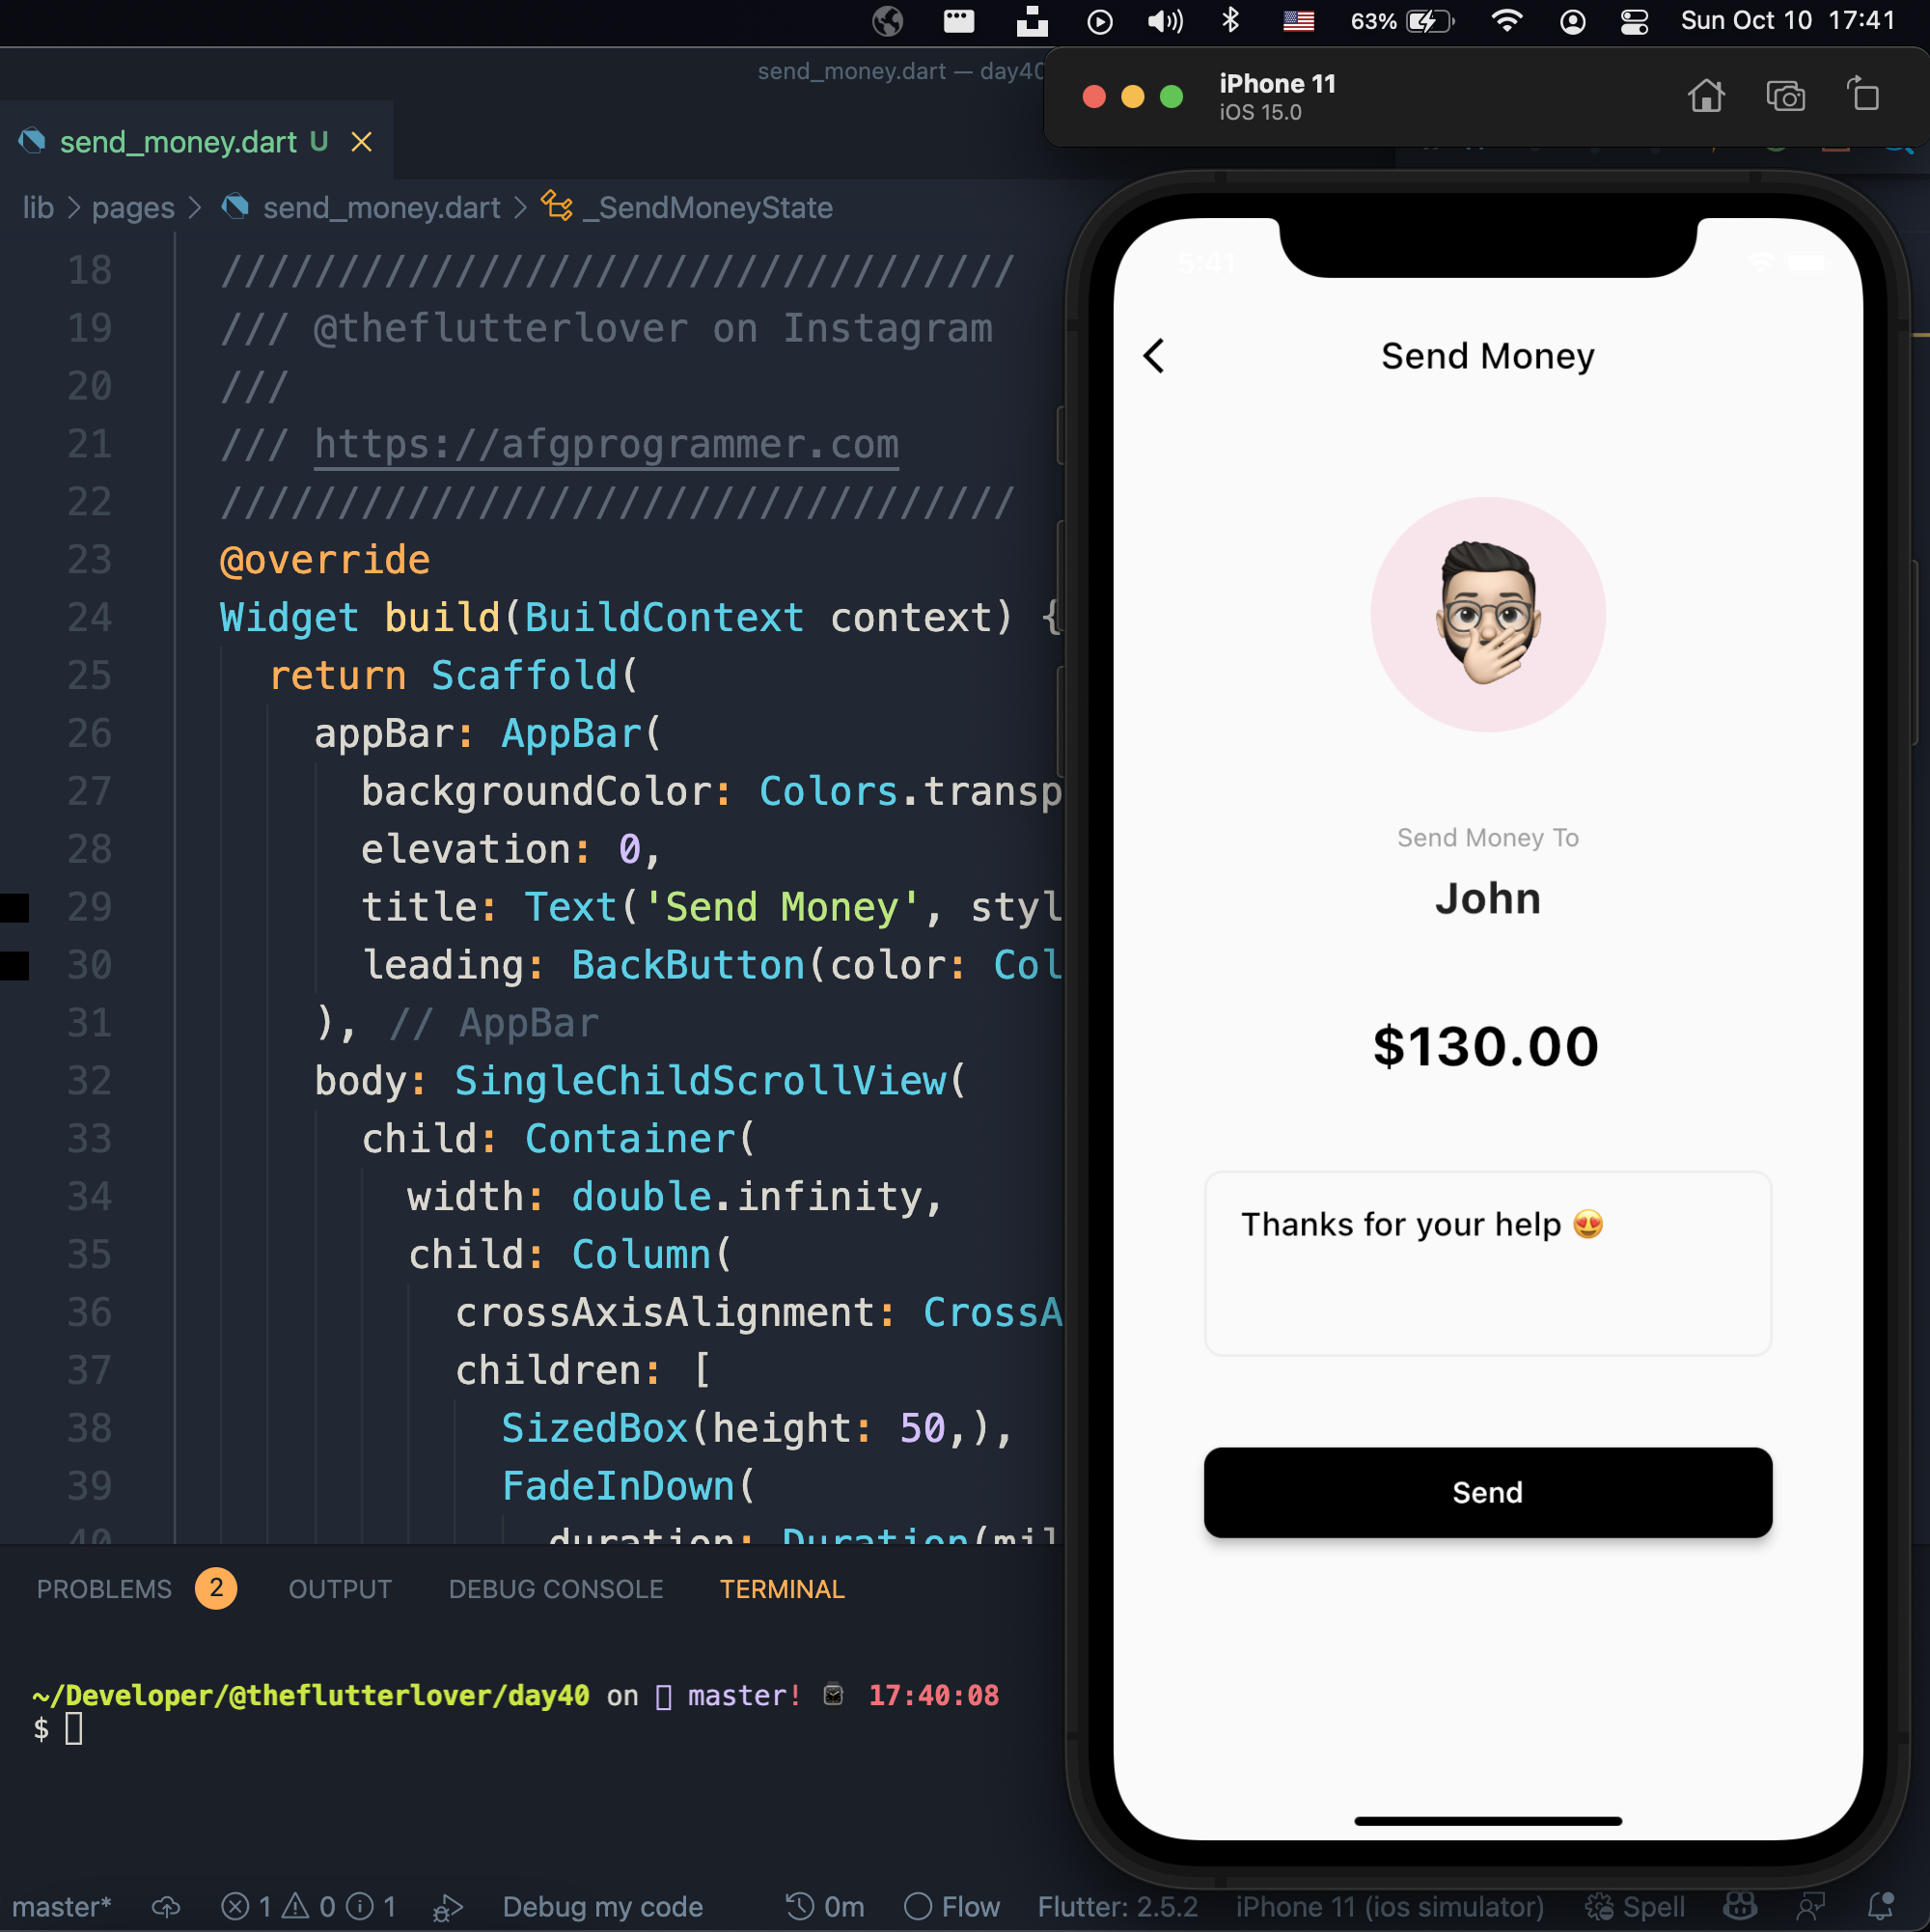 63%
Sun Oct 10 17:41
send_money.dart — day40
iPhone 11
iOS 15.0
send_money.dart U
lib > pages > send_money.dart > _SendMoneyState
18 //////////////////////////////////
19 /// @theflutterlover on Instagram
20 ///
21 /// https://afgprogrammer.com
22 //////////////////////////////////
23 @override
24 Widget build(BuildContext context) {
25 return Scaffold(
26 appBar: AppBar(
27 backgroundColor: Colors.transp
28 elevation: 0,
29 title: Text('Send Money', styl
30 leading: BackButton(color: Col
31 ), // AppBar
32 body: SingleChildScrollView(
33 child: Container(
34 width: double.infinity,
35 child: Column(
36 crossAxisAlignment: CrossA
37 children: [
38 SizedBox(height: 50,),
39 FadeInDown(
40 duration: Duration(mil
5:41
Send Money
Send Money To
John
$130.00
Thanks for your help 😍
Send
PROBLEMS 2 OUTPUT DEBUG CONSOLE TERMINAL
~/Developer/@theflutterlover/day40 on master! 17:40:08
$
master* 1 0 1 Debug my code 0m Flow Flutter: 2.5.2 iPhone 11 (ios simulator) Spell